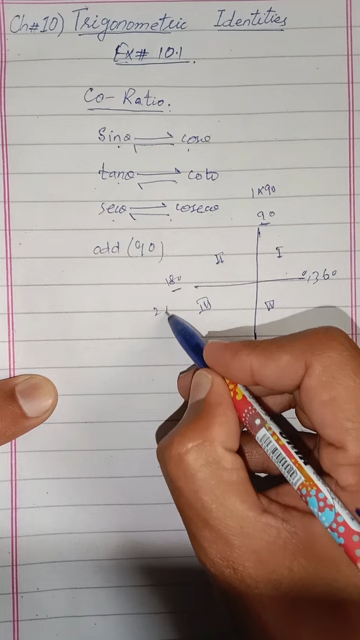 Ch#10) Trigonometric Identities
Ex# 10.1
Co-Ratio.
Sinθ ⇌ cosθ
tanθ ⇌ cotθ
secθ ⇌ cosecθ
1×90
90
add (90)
II I
180 0,360
III IV